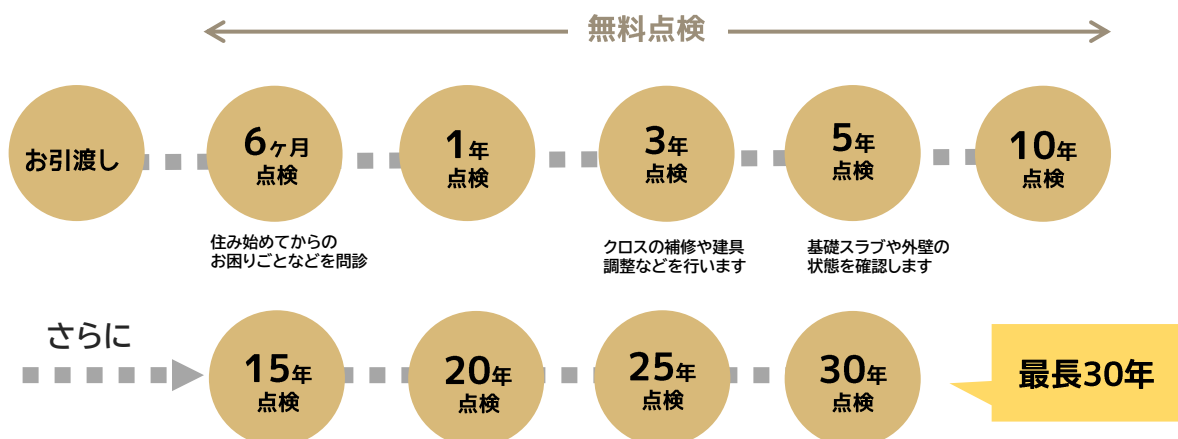 無料点検
お引渡し
6ヶ月
点検
1年
点検
3年
点検
5年
点検
10年
点検
住み始めてからの
お困りごとなどを問診
クロスの補修や建具
調整などを行います
基礎スラブや外壁の
状態を確認します
さらに
15年
点検
20年
点検
25年
点検
30年
点検
最長30年